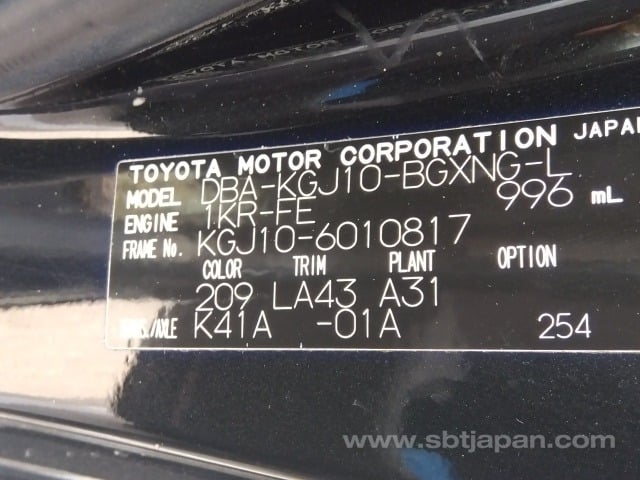 TOYOTA MOTOR CORPORATION JAPAN
MODEL DBA-KGJ10-BGXNG-L
ENGINE 1KR-FE 996 mL
FRAME No. KGJ10-6010817
COLOR TRIM PLANT OPTION
209 LA43 A31
/AXLE K41A -01A 254
www.sbtjapan.com